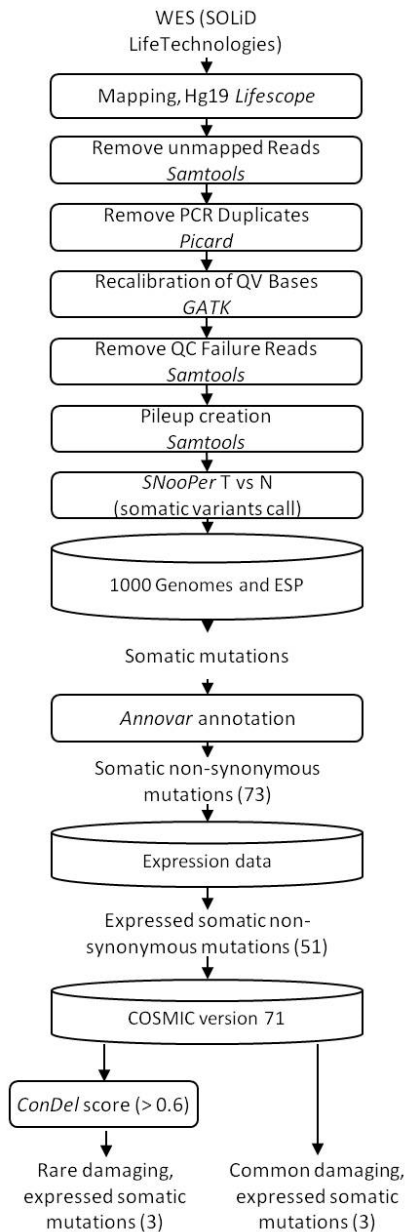 WES (SOLiD
LifeTechnologies)
Mapping, Hg19 Lifescope
Remove unmapped Reads
Samtools
Remove PCR Duplicates
Picard
Recalibration of QV Bases
GATK
Remove QC Failure Reads
Samtools
Pileup creation
Samtools
SNooPer T vs N
(somatic variants call)
1000 Genomes and ESP
Somatic mutations
Annovar annotation
Somatic non-synonymous
mutations (73)
Expression data
Expressed somatic non-
synonymous mutations (51)
COSMIC version 71
ConDel score (> 0.6)
Rare damaging,
expressed somatic
mutations (3)
Common damaging,
expressed somatic
mutations (3)